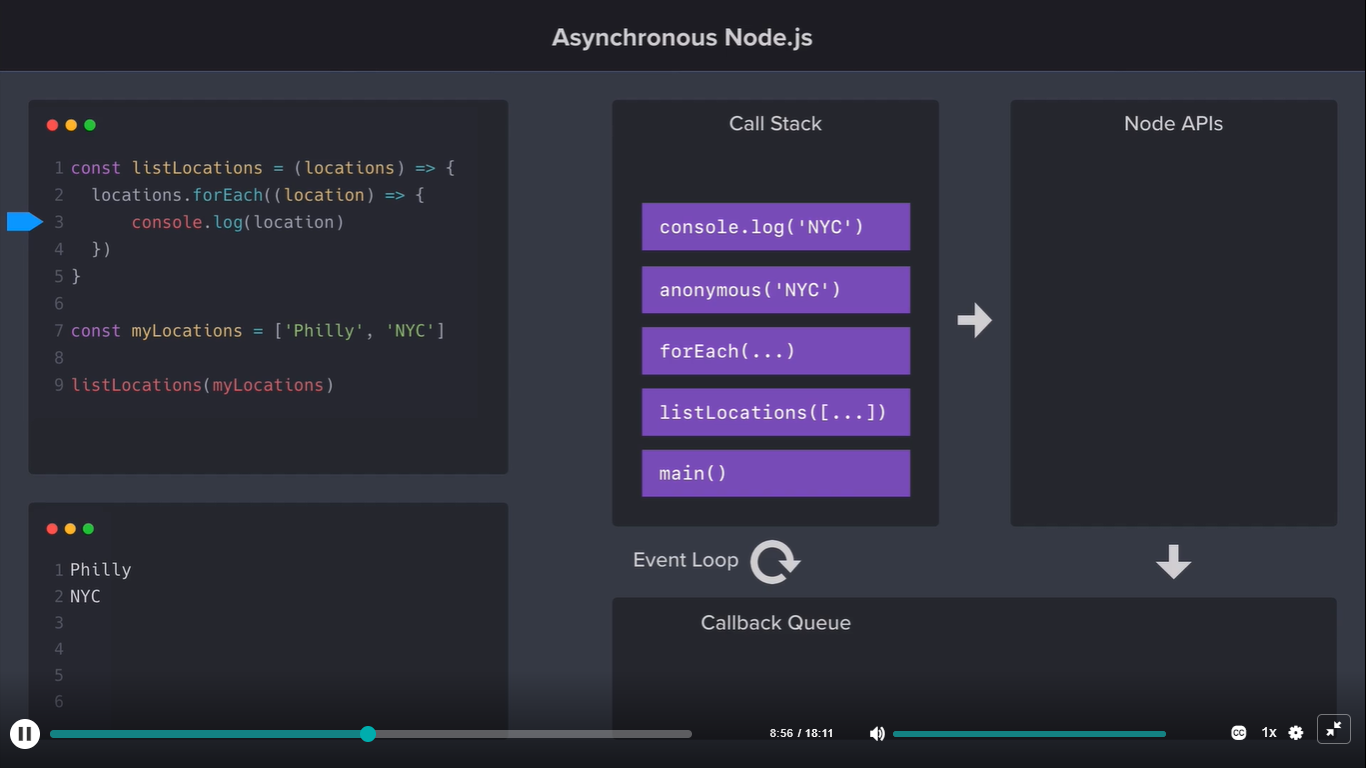 Asynchronous Node.js
1 const listLocations = (locations) => {
2 locations.forEach((location) => {
3 console.log(location)
4 })
5 }
6
7 const myLocations = ['Philly', 'NYC']
8
9 listLocations(myLocations)
1 Philly
2 NYC
3
4
5
6
Call Stack
console.log('NYC')
anonymous('NYC')
forEach(...)
listLocations([...])
main()
Node APIs
Event Loop
Callback Queue
8:56 / 18:11
CC
1x